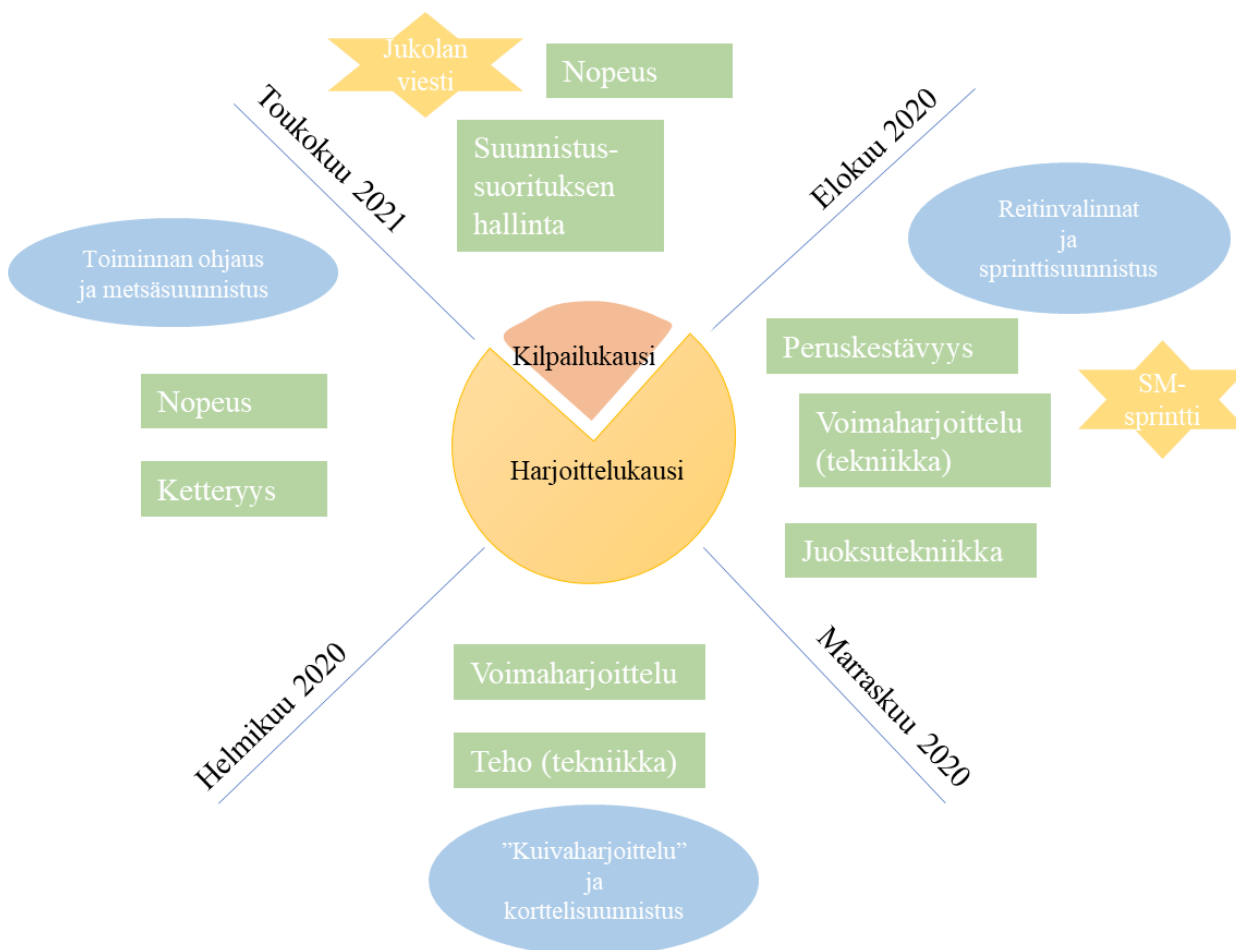 Jukolan
viesti
Nopeus
Suunnistus-
suorituksen
hallinta
Toukokuu 2021
Elokuu 2020
Reitinvalinnat
ja
sprinttisuunnistus
Toiminnan ohjaus
ja metsäsuunnistus
Kilpailukausi
Harjoittelukausi
Peruskestävyys
SM-
sprintti
Voimaharjoittelu
(tekniikka)
Juoksutekniikka
Nopeus
Ketteryys
Helmikuu 2020
Marraskuu 2020
Voimaharjoittelu
Teho (tekniikka)
”Kuivaharjoittelu”
ja
korttelisuunnistus